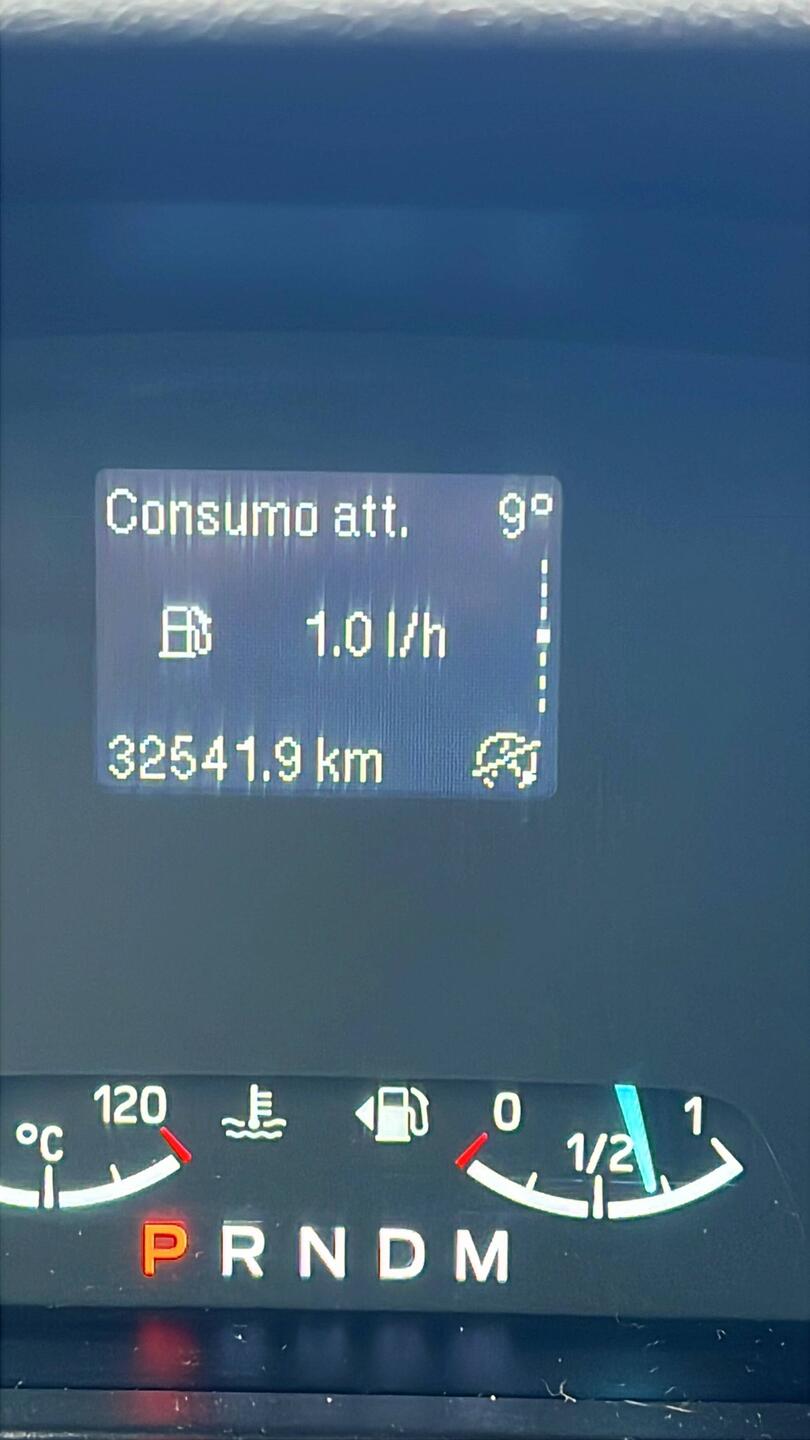 Consumo att. 9°
1.0 l/h
32541.9 km
120 0 1
°C 1/2
P R N D M